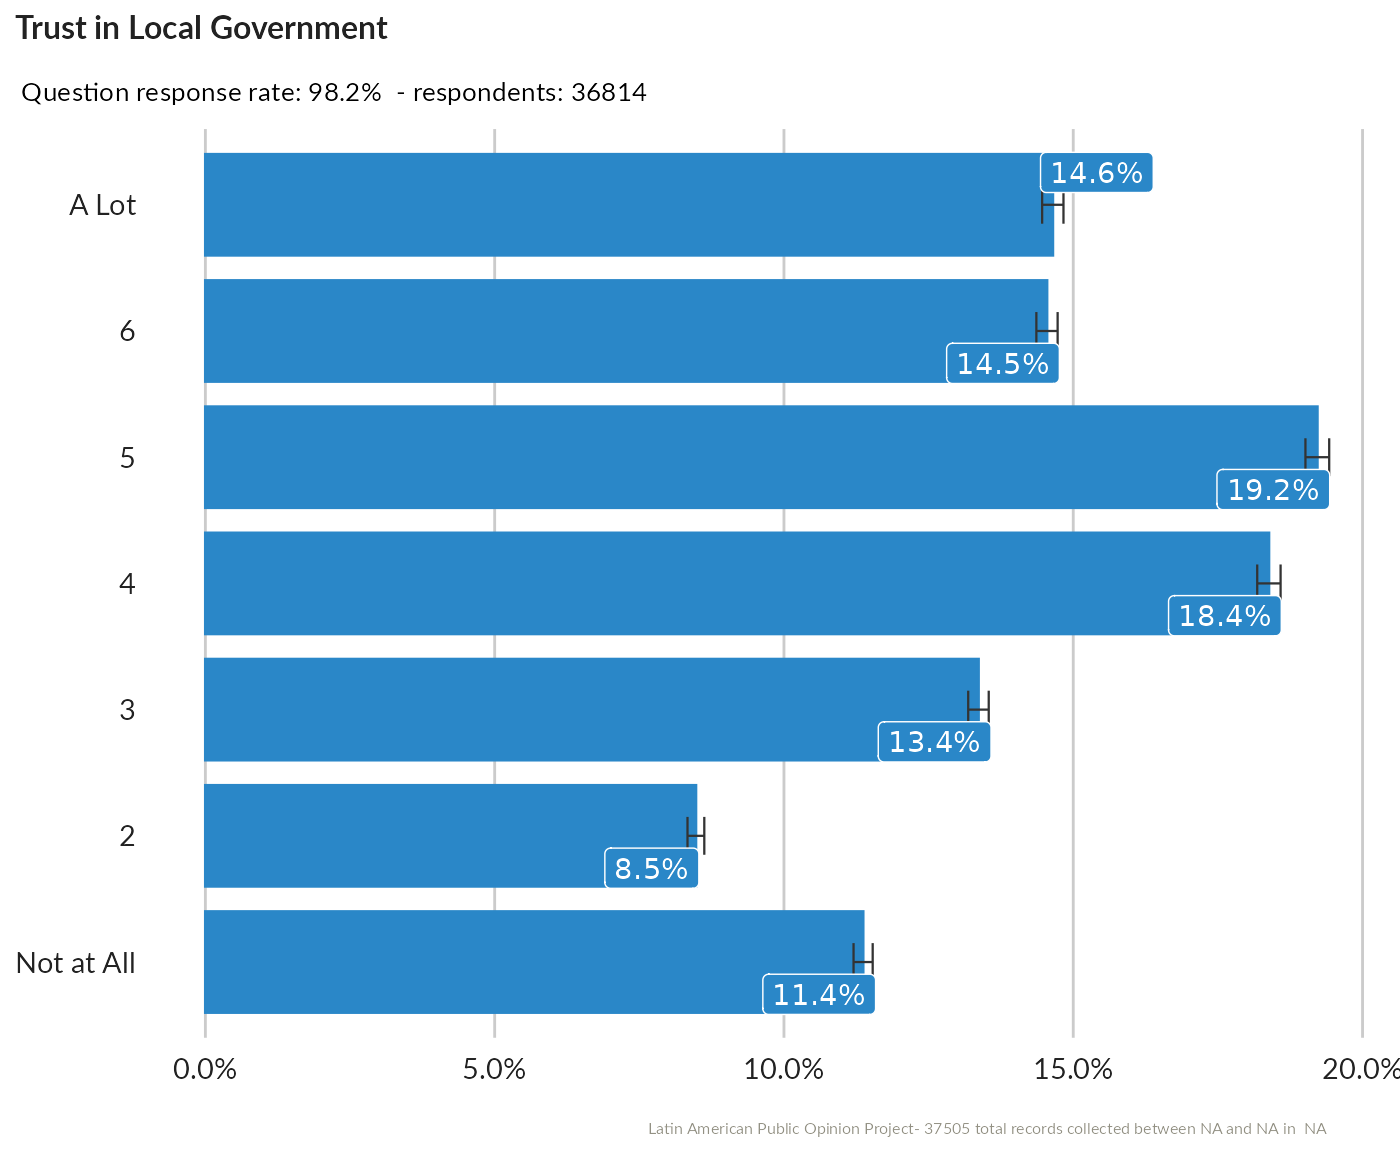 Trust in Local Government
Question response rate: 98.2% - respondents: 36814
A Lot
14.6%
6
14.5%
5
19.2%
4
18.4%
3
13.4%
2
8.5%
Not at All
11.4%
0.0% 5.0% 10.0% 15.0% 20.0%
Latin American Public Opinion Project- 37505 total records collected between NA and NA in NA